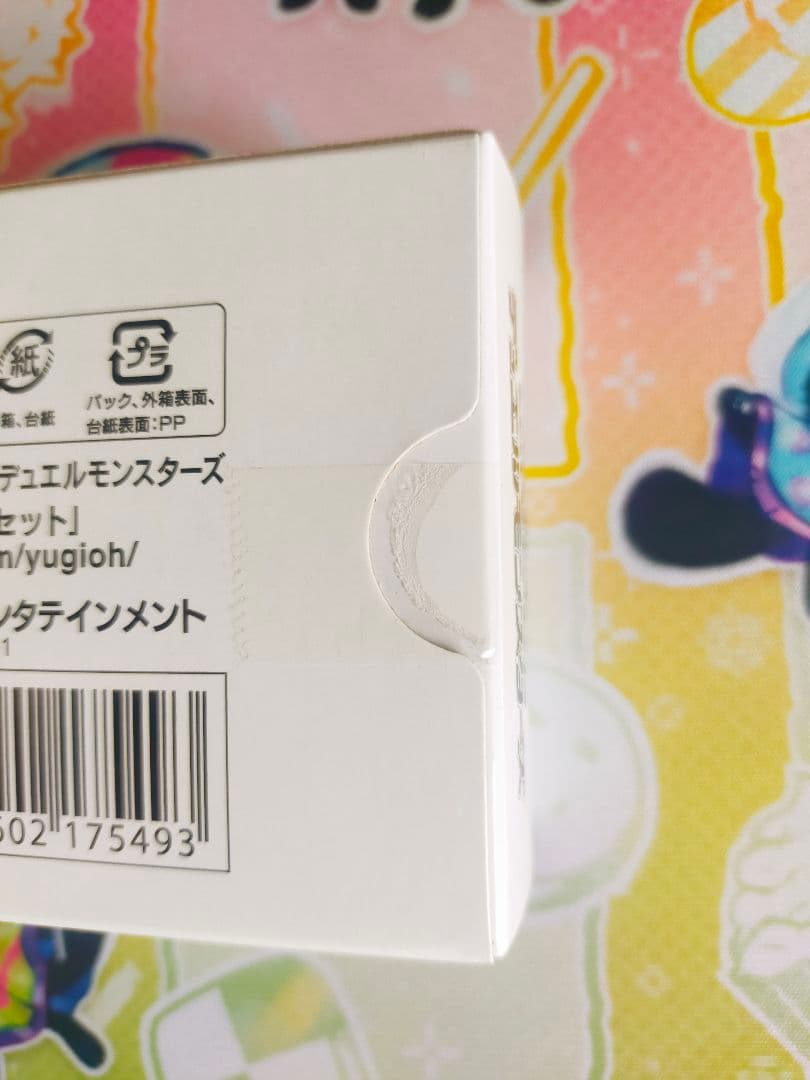 紙
プラ
箱、台紙
パック、外箱表面、
台紙表面：PP
デュエルモンスターズ
セット」
m/yugioh/
ンタテインメント
1
602 175493